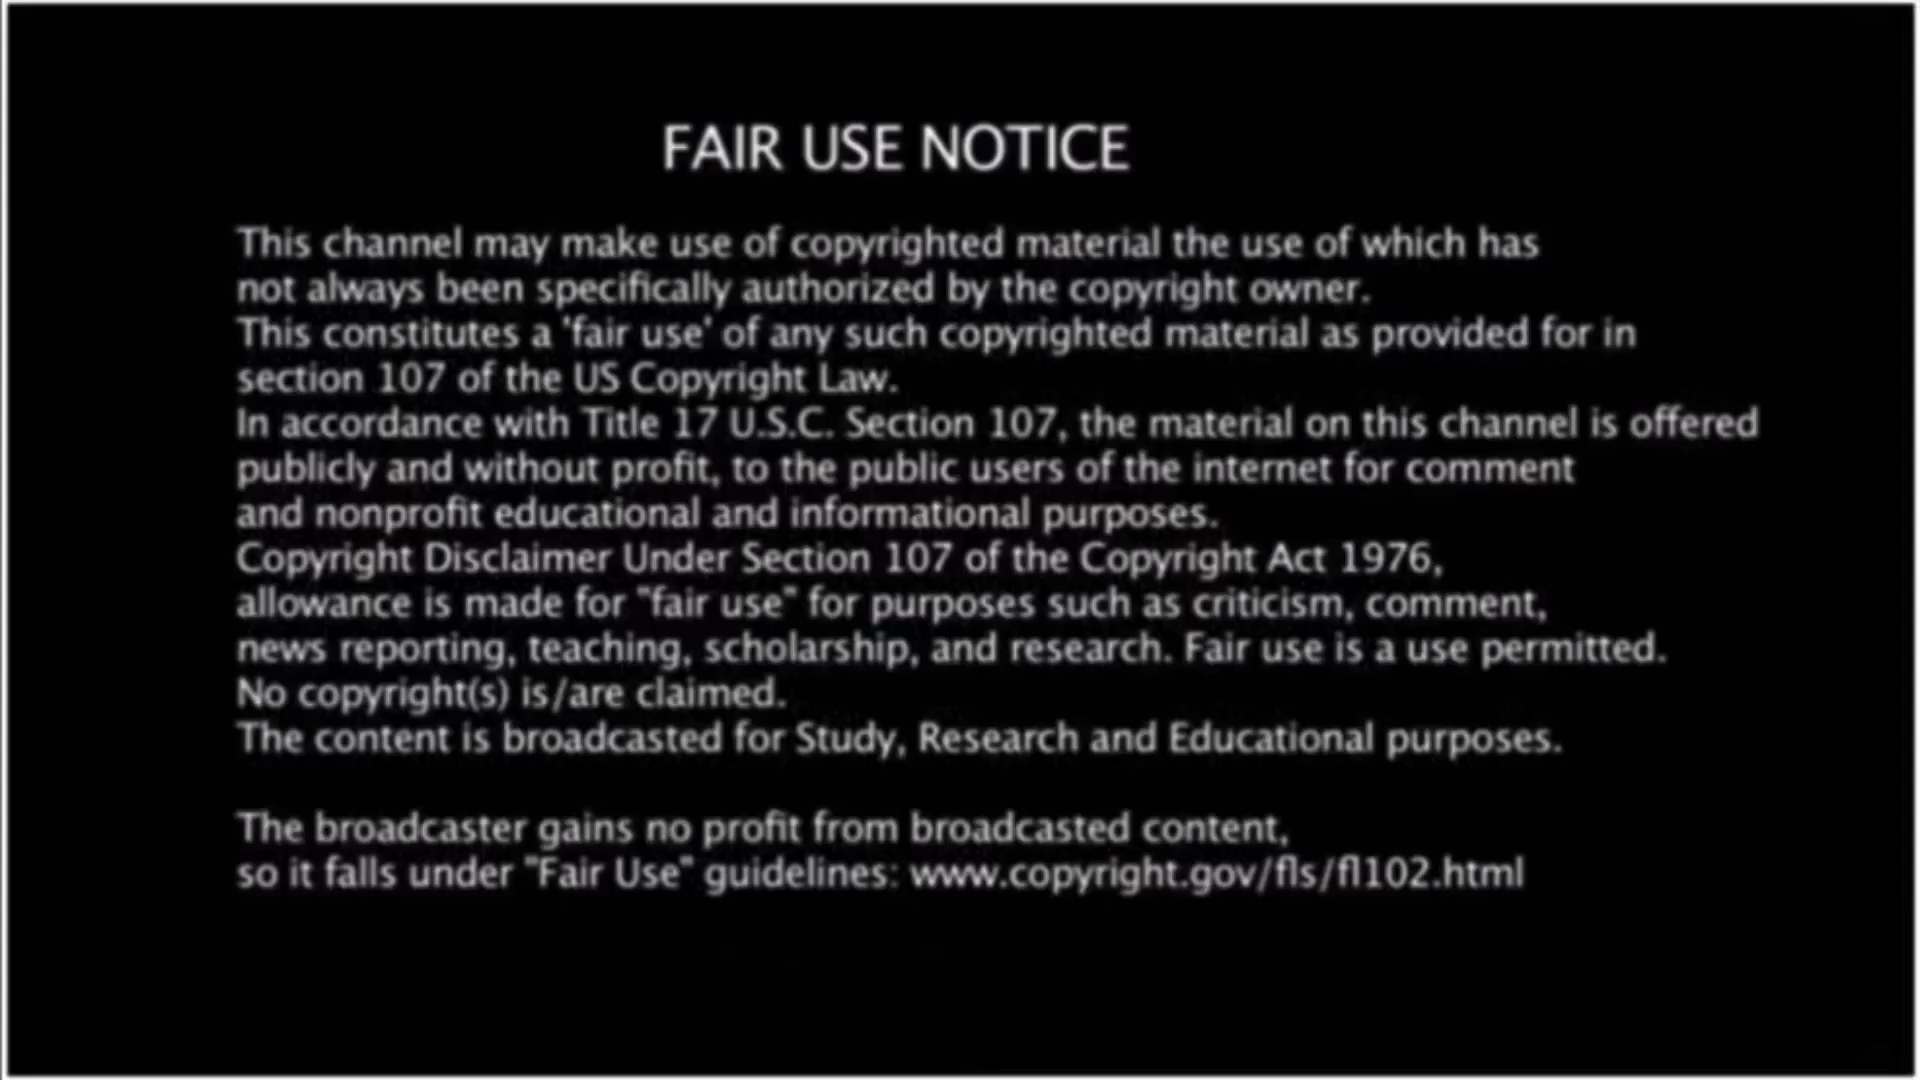 FAIR USE NOTICE
This channel may make use of copyrighted material the use of which has
not always been specifically authorized by the copyright owner.
This constitutes a 'fair use' of any such copyrighted material as provided for in
section 107 of the US Copyright Law.
In accordance with Title 17 U.S.C. Section 107, the material on this channel is offered
publicly and without profit, to the public users of the internet for comment
and nonprofit educational and informational purposes.
Copyright Disclaimer Under Section 107 of the Copyright Act 1976,
allowance is made for "fair use" for purposes such as criticism, comment,
news reporting, teaching, scholarship, and research. Fair use is a use permitted.
No copyright(s) is/are claimed.
The content is broadcasted for Study, Research and Educational purposes.
The broadcaster gains no profit from broadcasted content,
so it falls under "Fair Use" guidelines: www.copyright.gov/fls/fl102.html